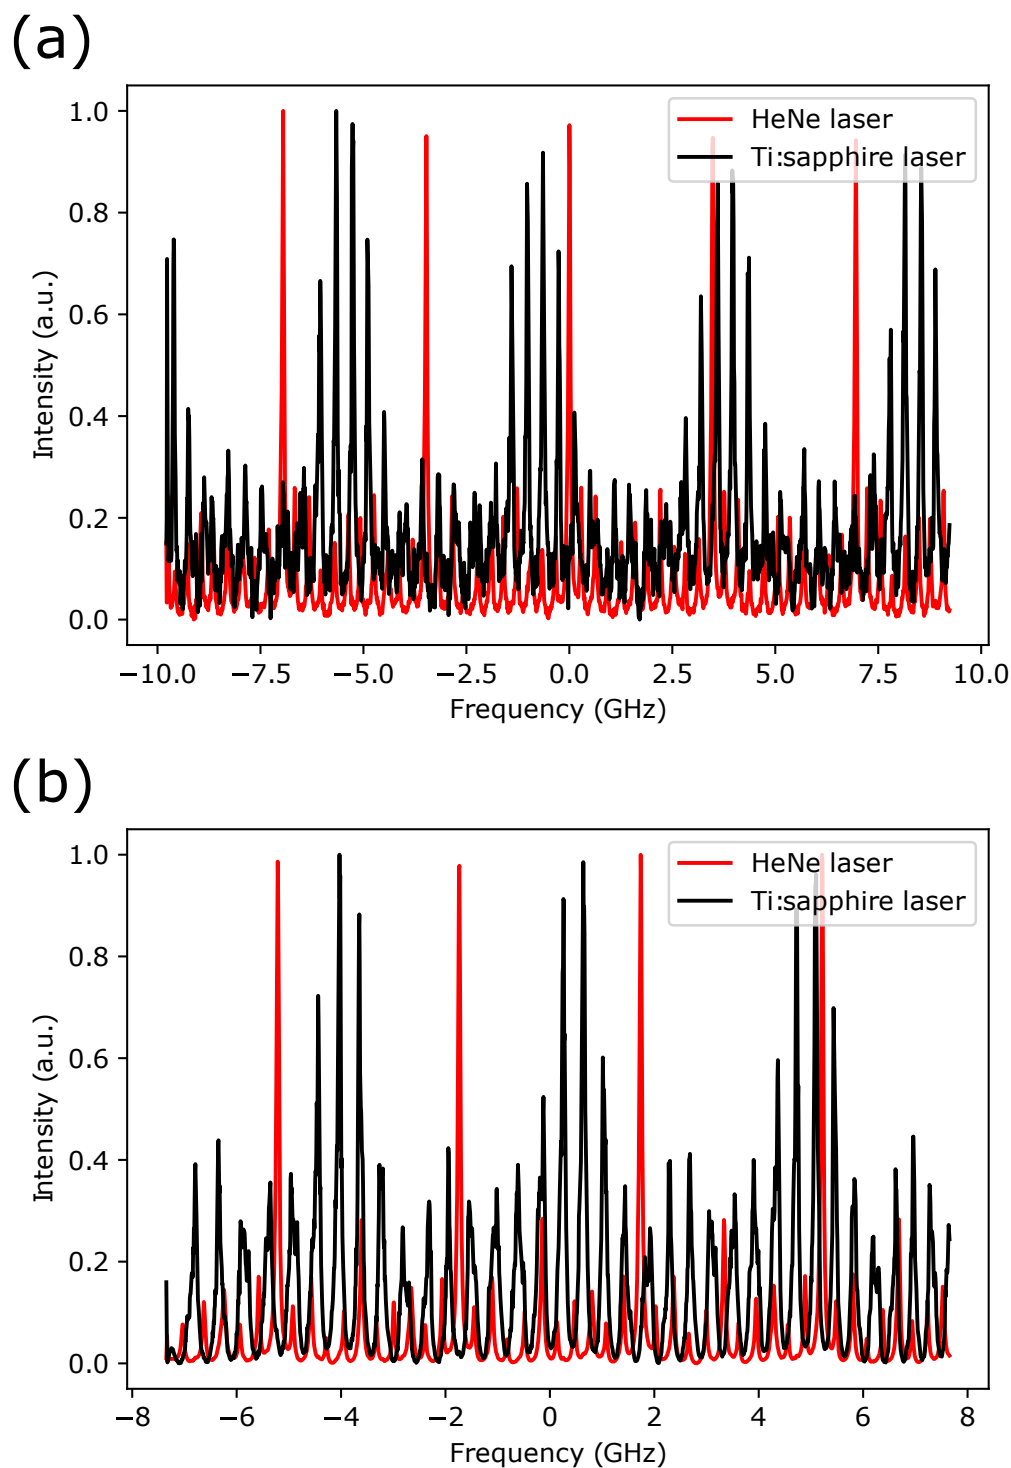 (a)
1.0
0.8
0.6
0.4
0.2
0.0
Intensity (a.u.)
HeNe laser
Ti:sapphire laser
−10.0 −7.5 −5.0 −2.5 0.0 2.5 5.0 7.5 10.0
Frequency (GHz)
(b)
1.0
0.8
0.6
0.4
0.2
0.0
Intensity (a.u.)
HeNe laser
Ti:sapphire laser
−8 −6 −4 −2 0 2 4 6 8
Frequency (GHz)